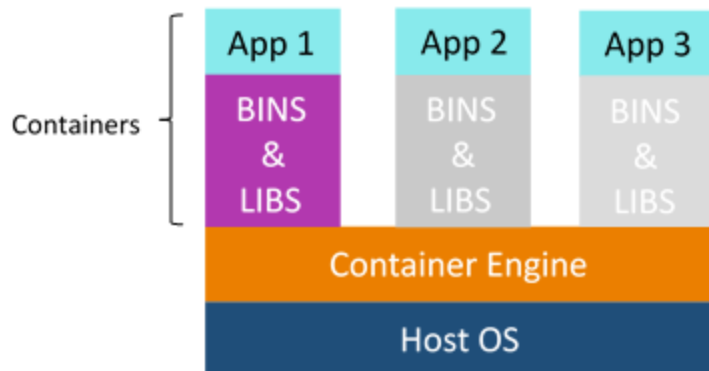 App 1
App 2
App 3
Containers
BINS
&
LIBS
BINS
&
LIBS
BINS
&
LIBS
Container Engine
Host OS